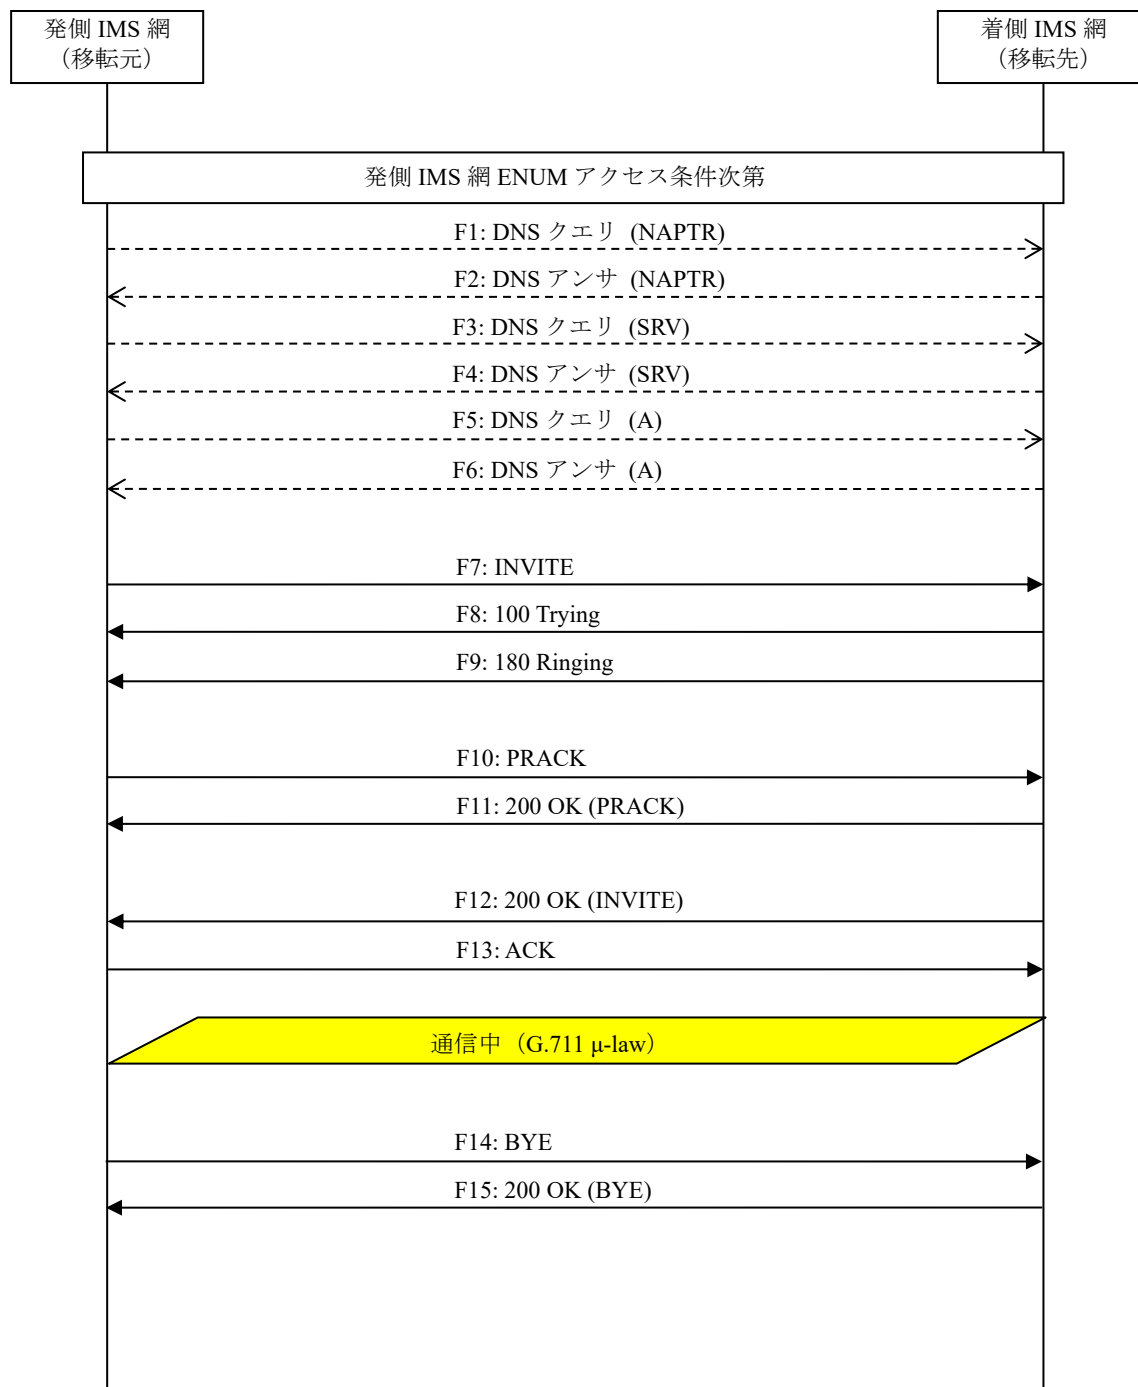 発側 IMS 網
（移転元）
着側 IMS 網
（移転先）
発側 IMS 網 ENUM アクセス条件次第
F1: DNS クエリ (NAPTR)
F2: DNS アンサ (NAPTR)
F3: DNS クエリ (SRV)
F4: DNS アンサ (SRV)
F5: DNS クエリ (A)
F6: DNS アンサ (A)
F7: INVITE
F8: 100 Trying
F9: 180 Ringing
F10: PRACK
F11: 200 OK (PRACK)
F12: 200 OK (INVITE)
F13: ACK
通信中（G.711 μ-law）
F14: BYE
F15: 200 OK (BYE)